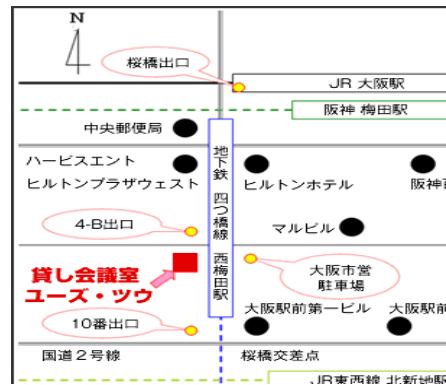 N
桜橋出口
JR 大阪駅
阪神 梅田駅
中央郵便局
ハービスエント
ヒルトンプラザウェスト
地下鉄 四つ橋線 西梅田駅
ヒルトンホテル
阪神百
4-B出口
マルビル
貸し会議室
ユーズ・ツウ
大阪市営
駐車場
10番出口
大阪駅前第一ビル
大阪駅前
国道２号線
桜橋交差点
JR東西線 北新地駅